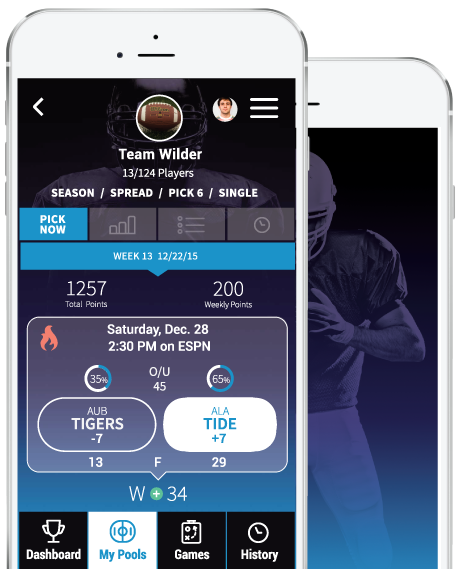 Team Wilder
13/124 Players
SEASON / SPREAD / PICK 6 / SINGLE
PICK
NOW
WEEK 13 12/22/15
1257 200
Total Points Weekly Points
Saturday, Dec. 28
2:30 PM on ESPN
35% O/U 65%
45
AUB ALA
TIGERS TIDE
-7 +7
13 F 29
W + 34
Dashboard My Pools Games History